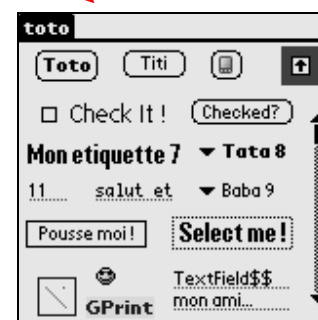 toto
Toto Titi
Check It ! Checked?
Mon etiquette 7 Tata 8
11 salut et Baba 9
Pousse moi ! Select me !
TextField$$
GPrint mon ami...